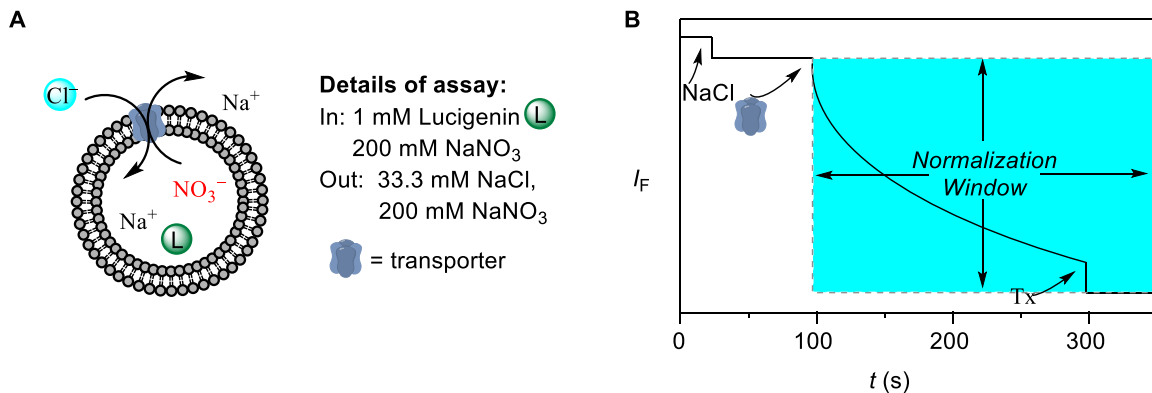 A
Cl⁻
Na⁺
NO₃⁻
Na⁺
L
Details of assay:
In: 1 mM Lucigenin L
200 mM NaNO₃
Out: 33.3 mM NaCl,
200 mM NaNO₃
= transporter
B
I_F
NaCl
Normalization
Window
Tx
0 100 200 300
t (s)